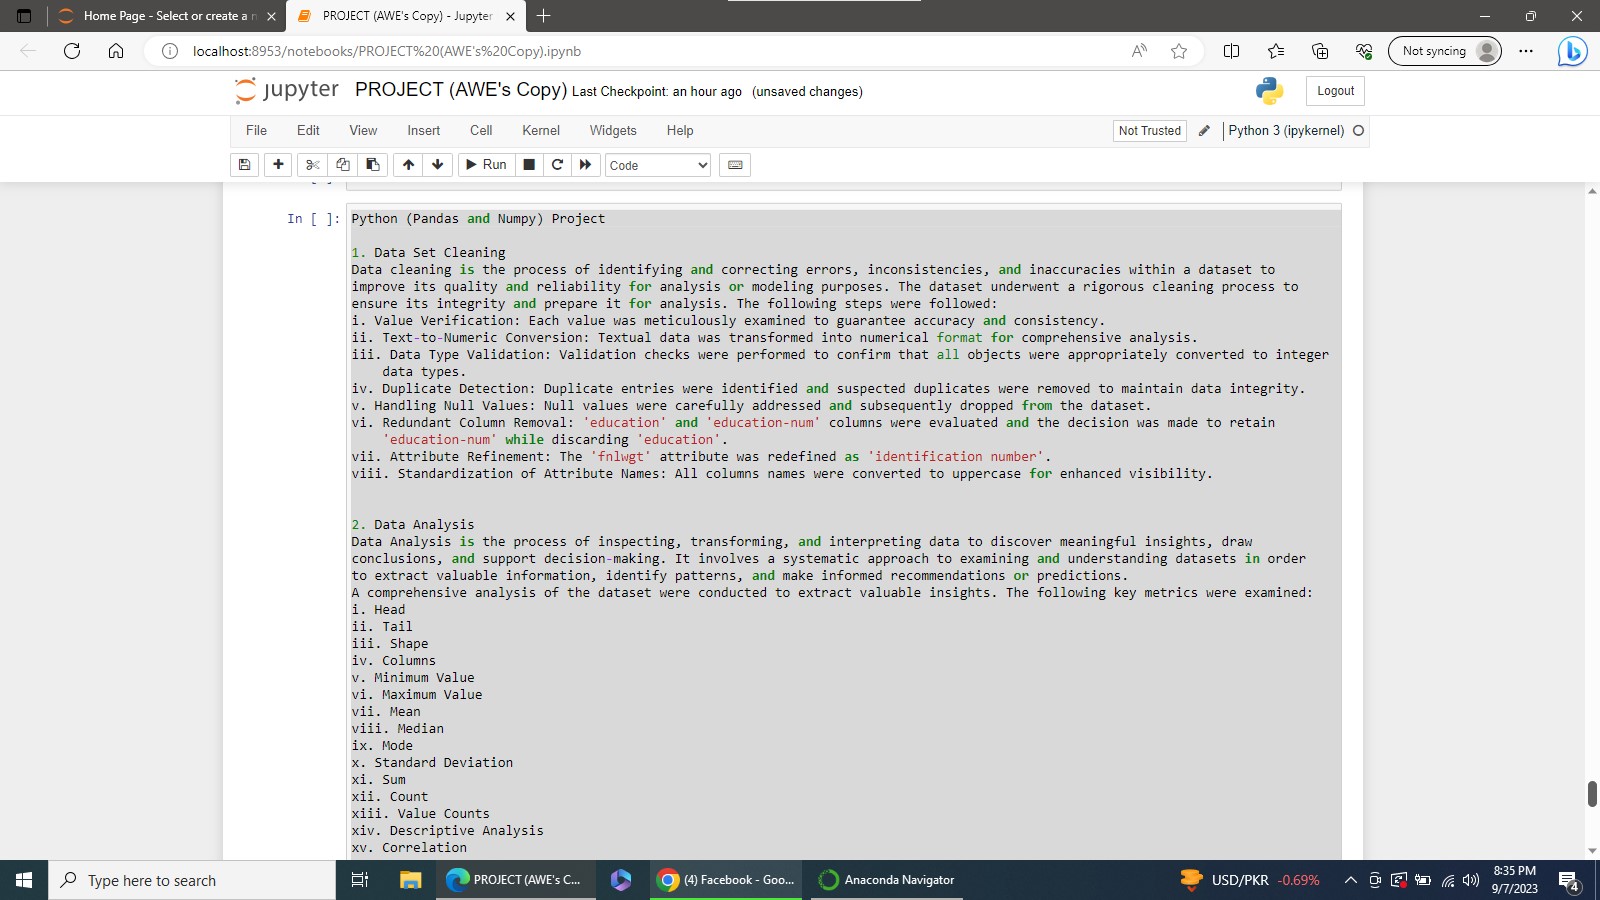 Home Page - Select or create a n
PROJECT (AWE's Copy) - Jupyter
localhost:8953/notebooks/PROJECT%20(AWE's%20Copy).ipynb
Not syncing
jupyter PROJECT (AWE's Copy) Last Checkpoint: an hour ago (unsaved changes)
Logout
File Edit View Insert Cell Kernel Widgets Help
Not Trusted
Python 3 (ipykernel)
Run
Code
In [ ]:
Python (Pandas and Numpy) Project
1. Data Set Cleaning
Data cleaning is the process of identifying and correcting errors, inconsistencies, and inaccuracies within a dataset to
improve its quality and reliability for analysis or modeling purposes. The dataset underwent a rigorous cleaning process to
ensure its integrity and prepare it for analysis. The following steps were followed:
i. Value Verification: Each value was meticulously examined to guarantee accuracy and consistency.
ii. Text-to-Numeric Conversion: Textual data was transformed into numerical format for comprehensive analysis.
iii. Data Type Validation: Validation checks were performed to confirm that all objects were appropriately converted to integer
data types.
iv. Duplicate Detection: Duplicate entries were identified and suspected duplicates were removed to maintain data integrity.
v. Handling Null Values: Null values were carefully addressed and subsequently dropped from the dataset.
vi. Redundant Column Removal: 'education' and 'education-num' columns were evaluated and the decision was made to retain
'education-num' while discarding 'education'.
vii. Attribute Refinement: The 'fnlwgt' attribute was redefined as 'identification number'.
viii. Standardization of Attribute Names: All columns names were converted to uppercase for enhanced visibility.
2. Data Analysis
Data Analysis is the process of inspecting, transforming, and interpreting data to discover meaningful insights, draw
conclusions, and support decision-making. It involves a systematic approach to examining and understanding datasets in order
to extract valuable information, identify patterns, and make informed recommendations or predictions.
A comprehensive analysis of the dataset were conducted to extract valuable insights. The following key metrics were examined:
i. Head
ii. Tail
iii. Shape
iv. Columns
v. Minimum Value
vi. Maximum Value
vii. Mean
viii. Median
ix. Mode
x. Standard Deviation
xi. Sum
xii. Count
xiii. Value Counts
xiv. Descriptive Analysis
xv. Correlation
Type here to search
PROJECT (AWE's C...
(4) Facebook - Goo...
Anaconda Navigator
USD/PKR -0.69%
8:35 PM
9/7/2023
4